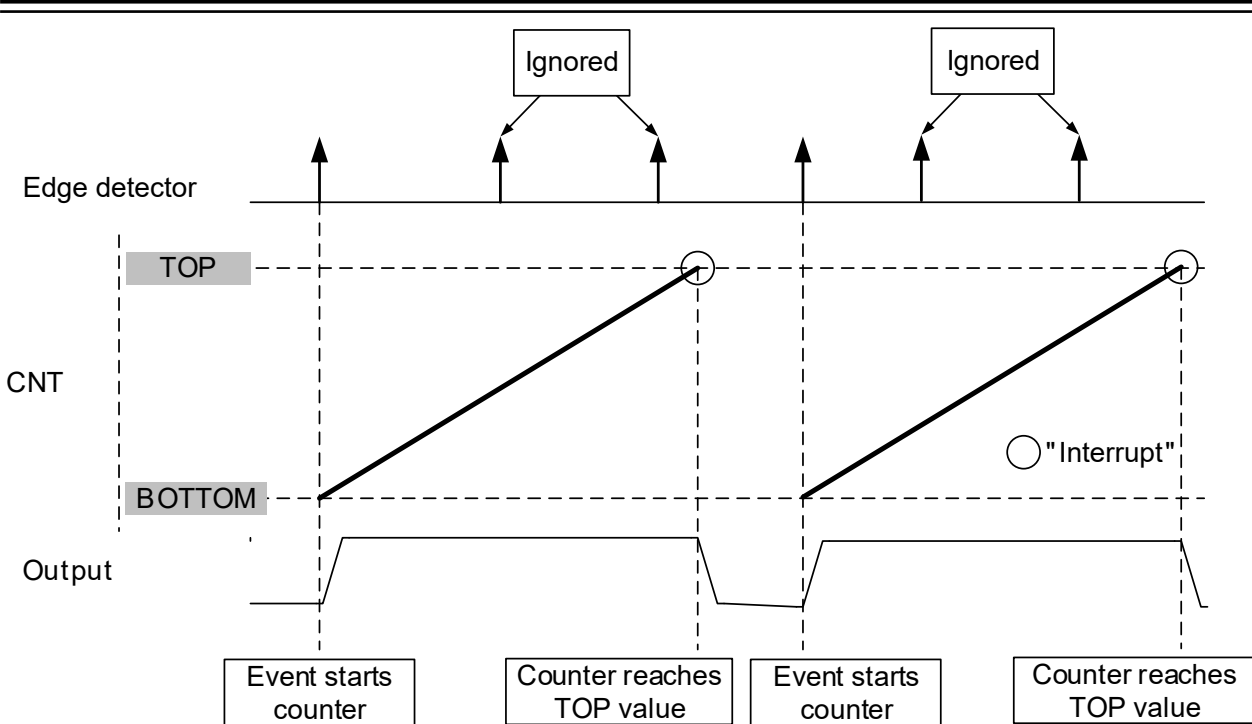 Ignored
Ignored
Edge detector
TOP
CNT
"Interrupt"
BOTTOM
Output
Event starts
counter
Counter reaches
TOP value
Event starts
counter
Counter reaches
TOP value